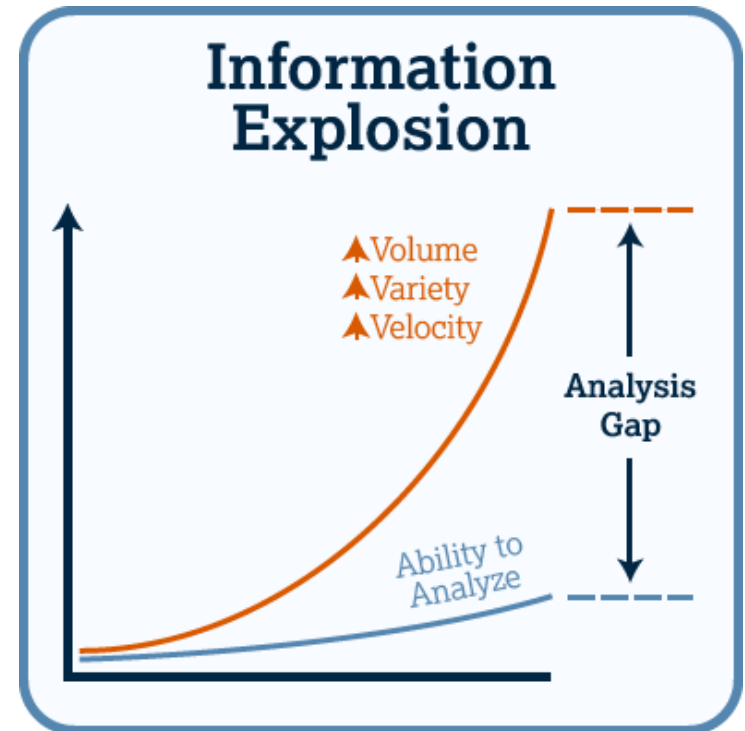 Information
Explosion
Volume
Variety
Velocity
Analysis
Gap
Ability to
Analyze